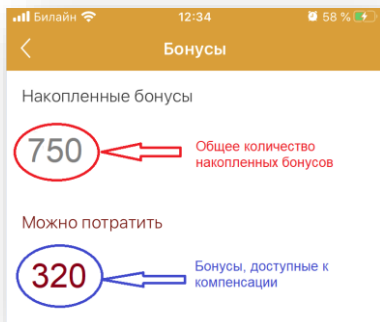 Билайн 12:34 58 %
Бонусы
Накопленные бонусы
750
Общее количество
накопленных бонусов
Можно потратить
320
Бонусы, доступные к
компенсации